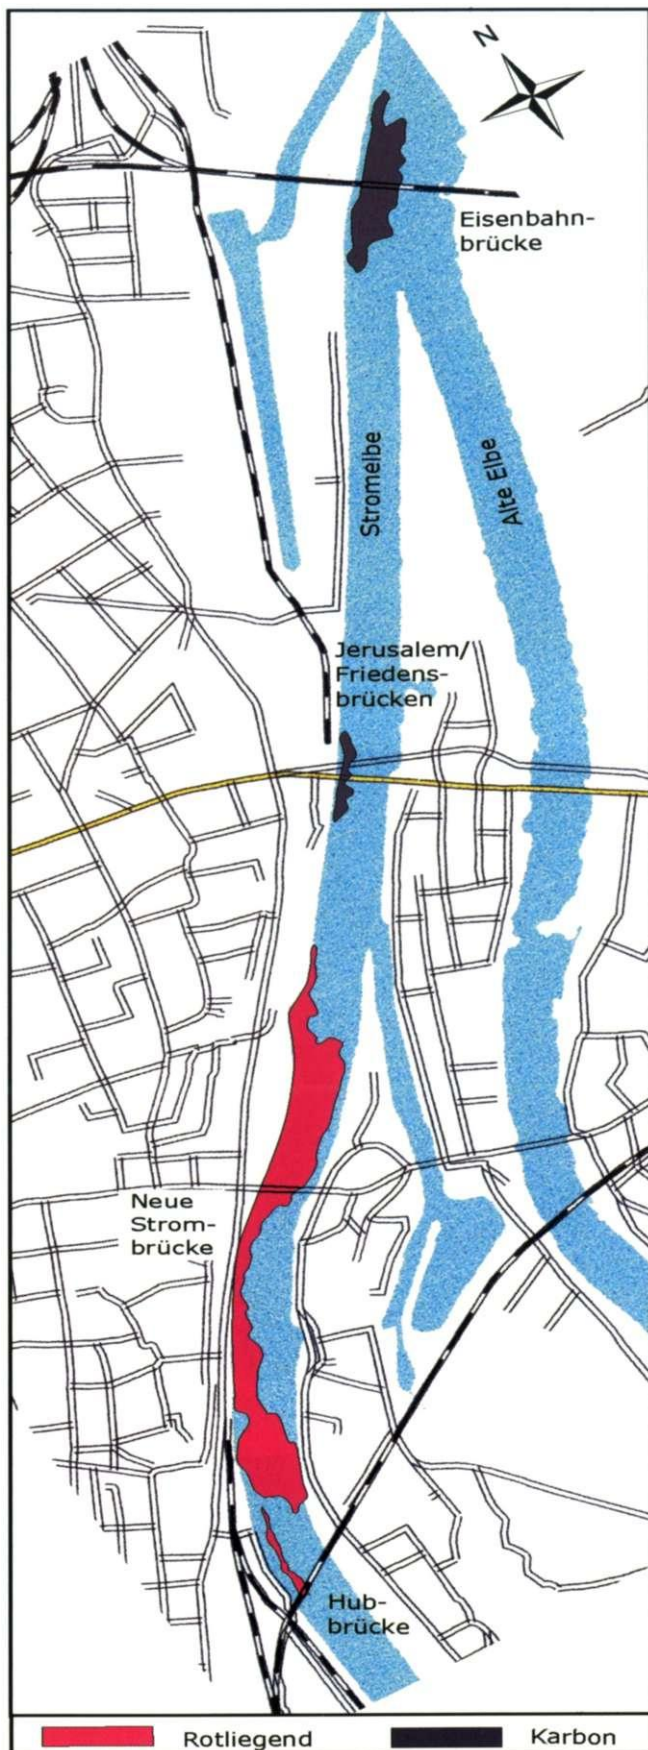 N
Eisenbahn-
brücke
Stromelbe
Alte Elbe
Jerusalem/
Friedens-
brücken
Neue
Strom-
brücke
Hub-
brücke
Rotliegend
Karbon